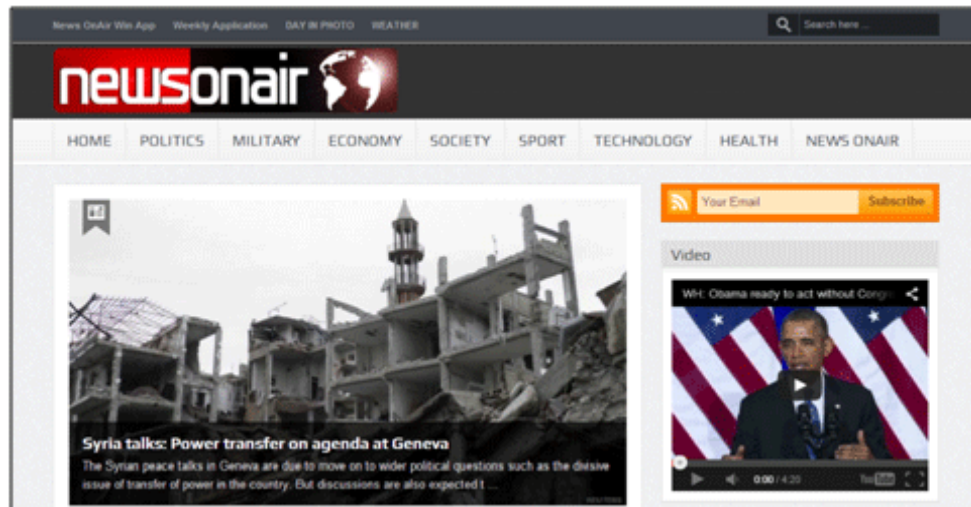 News OnAir Win App Weekly Application DAY IN PHOTO WEATHER Search here ...
newsonair
HOME POLITICS MILITARY ECONOMY SOCIETY SPORT TECHNOLOGY HEALTH NEWS ONAIR
Your Email Subscribe
Video
WH: Obama ready to act without Congr
0:00 / 4:20 YouTube
Syria talks: Power transfer on agenda at Geneva
The Syrian peace talks in Geneva are due to move on to wider political questions such as the divisive
issue of transfer of power in the country. But discussions are also expected t ...
REUTERS